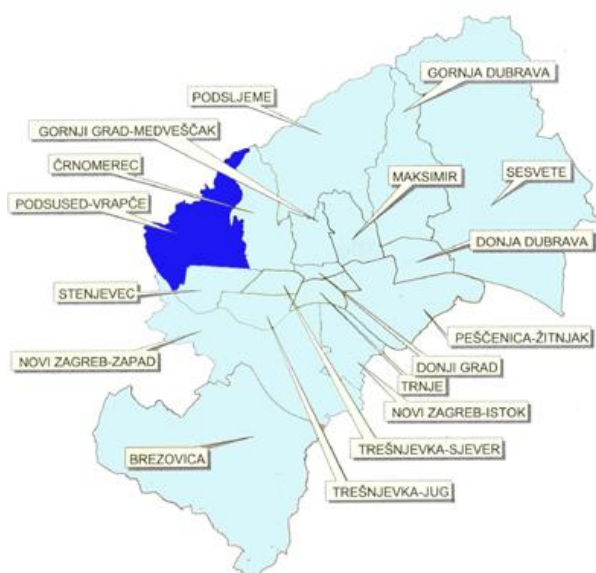 GORNJA DUBRAVA
PODSLJEME
GORNJI GRAD-MEDVEŠČAK
ČRNOMEREC
MAKSIMIR
SESVETE
PODSUSED-VRAPČE
DONJA DUBRAVA
STENJEVEC
PEŠČENICA-ŽITNJAK
NOVI ZAGREB-ZAPAD
DONJI GRAD
TRNJE
NOVI ZAGREB-ISTOK
TREŠNJEVKA-SJEVER
BREZOVICA
TREŠNJEVKA-JUG